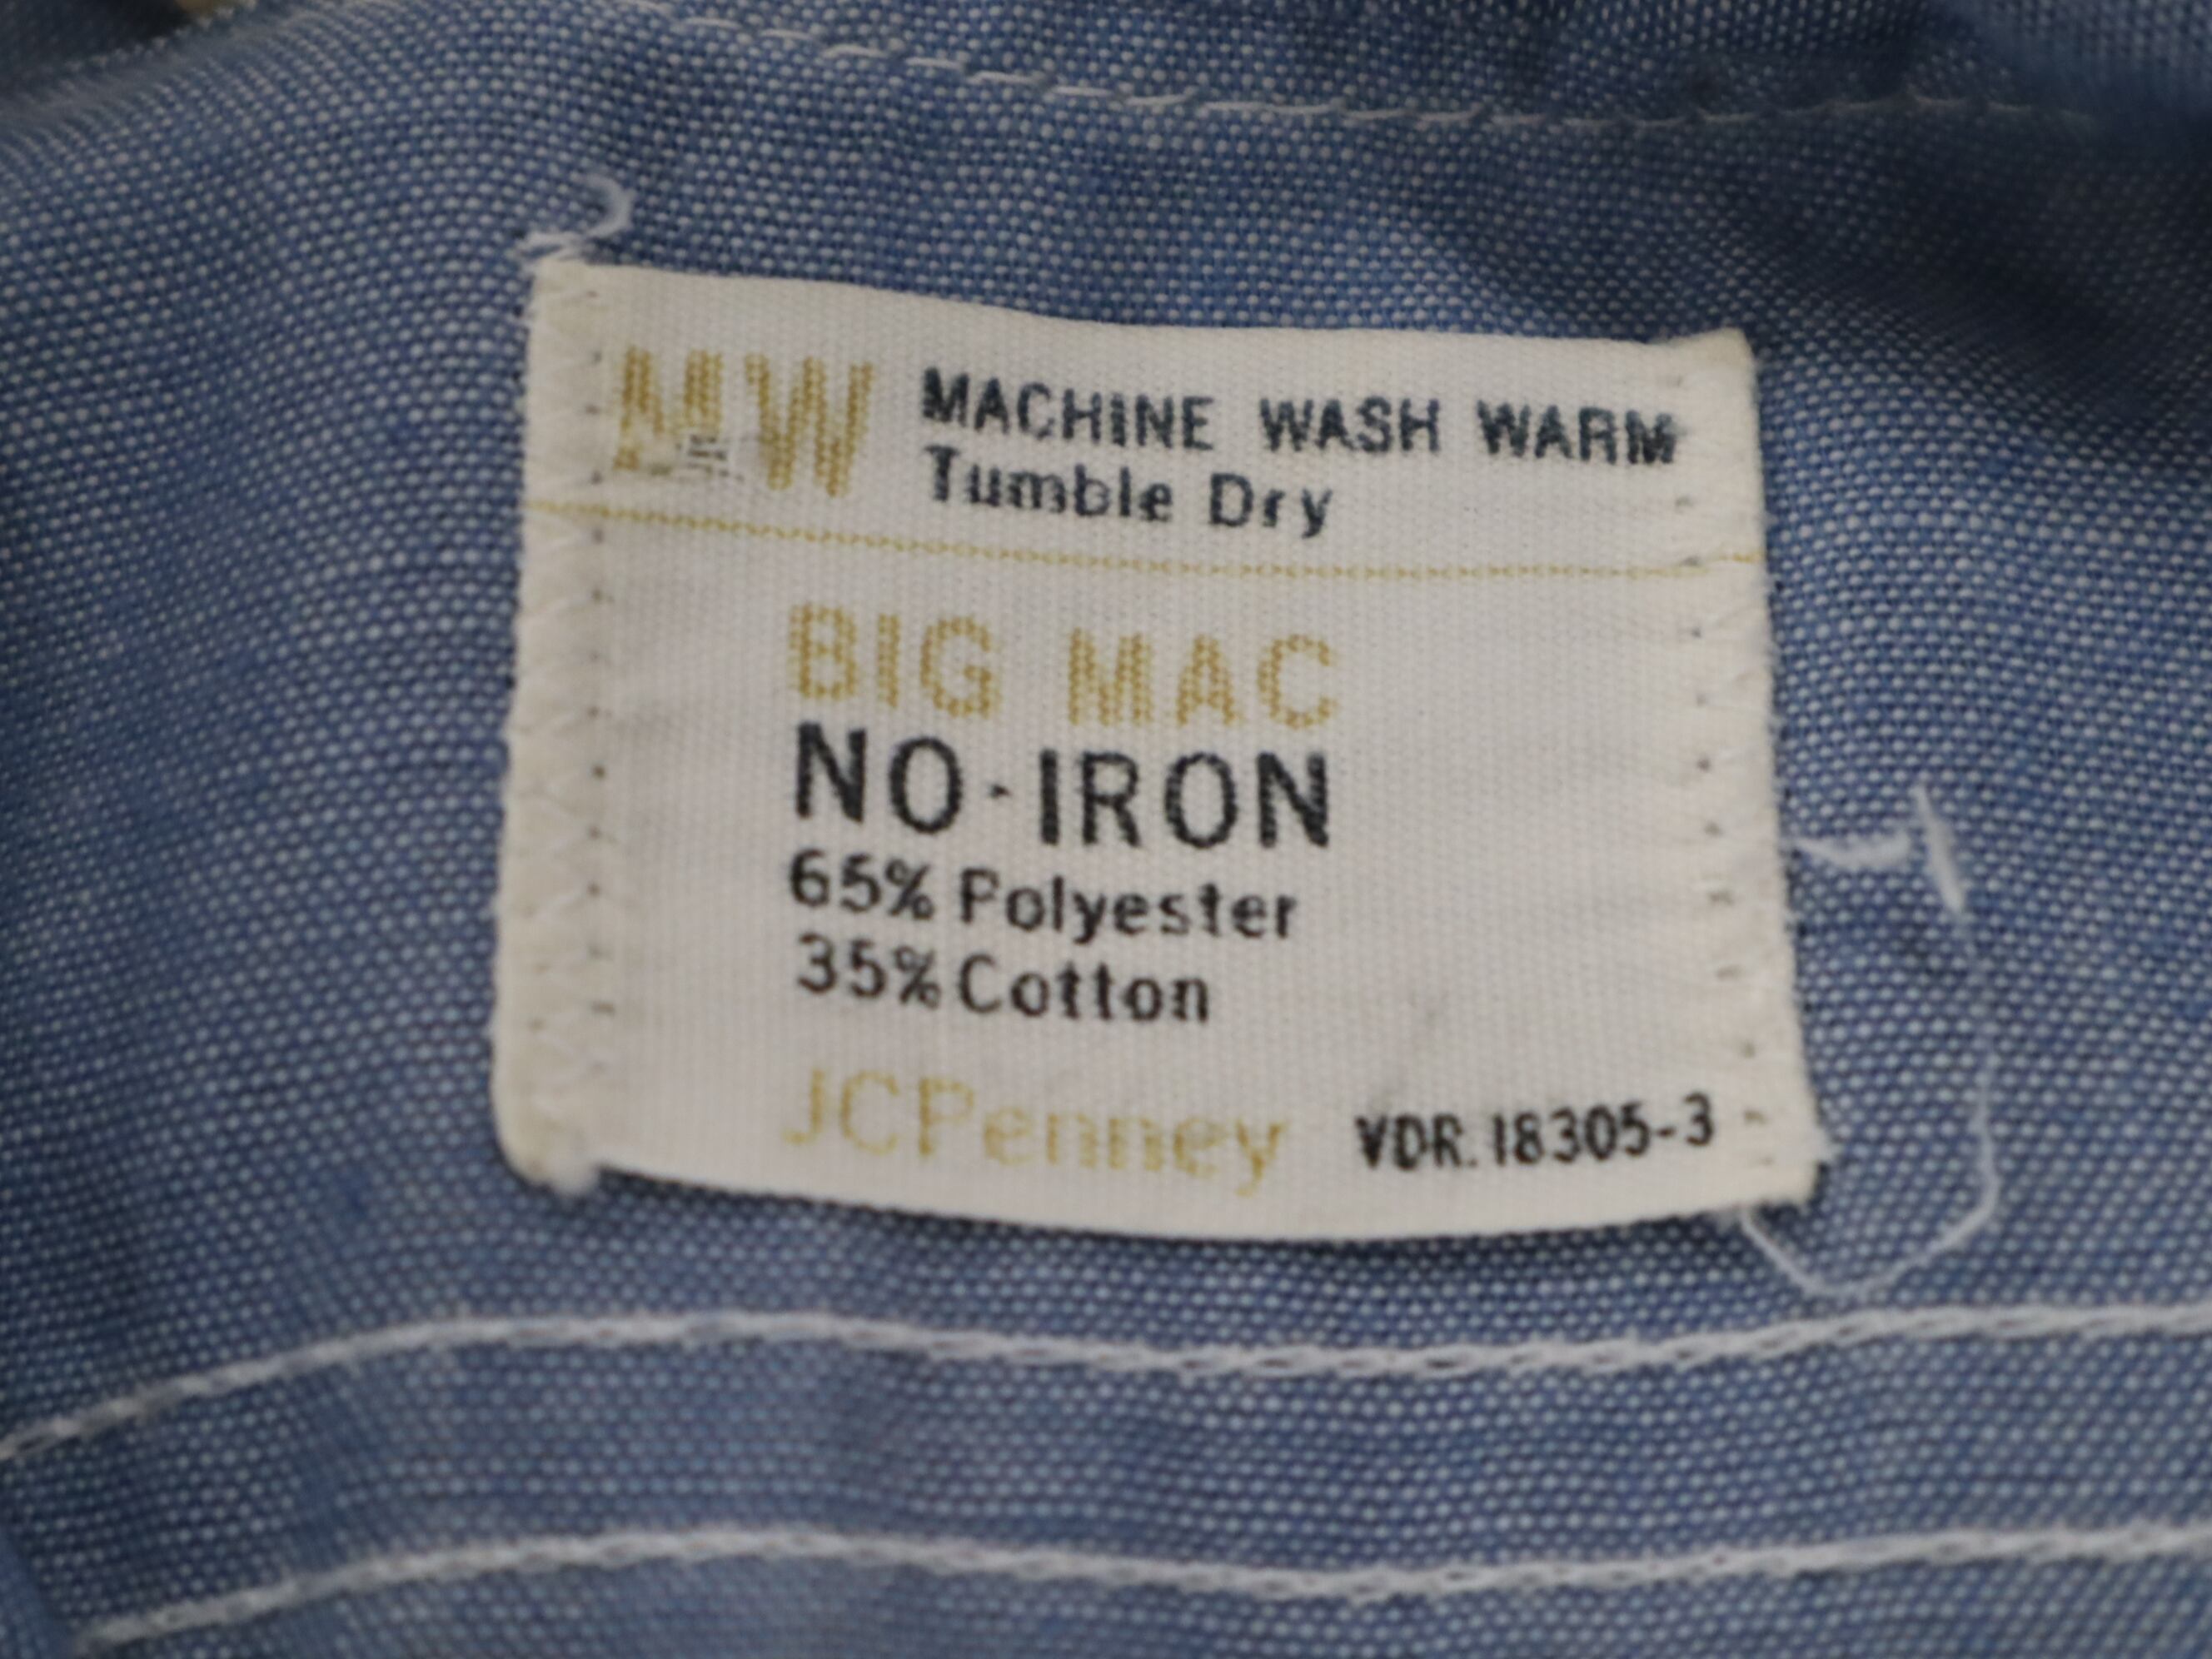 MW MACHINE WASH WARM
Tumble Dry
BIG MAC
NO-IRON
65% Polyester
35% Cotton
JCPenney VDR. 18305-3